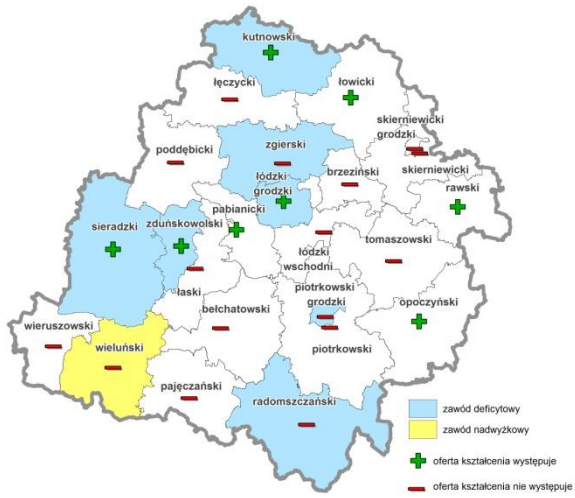 kutnowski
łęczycki
łowicki
skierniewicki
grodzki
zgierski
poddębicki
łódzki
grodzki
brzeziński
skierniewicki
rawski
pabianicki
zduńskowolski
sieradzki
łódzki
wschodni
tomaszowski
łaski
piotrkowski
grodzki
opoczyński
bełchatowski
wieruszowski
wieluński
piotrkowski
pajęczański
radomszczański
zawód deficytowy
zawód nadwyżkowy
oferta kształcenia występuje
oferta kształcenia nie występuje